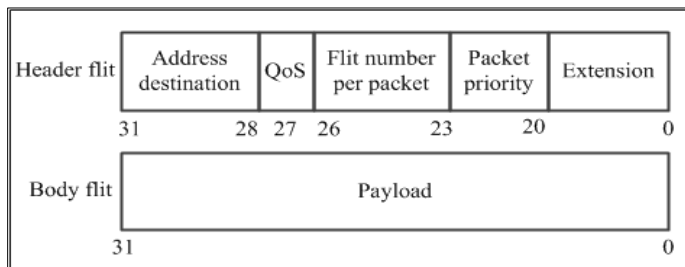 Header flit
Address destination
QoS
Flit number per packet
Packet priority
Extension
31 28 27 26 23 20 0
Body flit
Payload
31 0